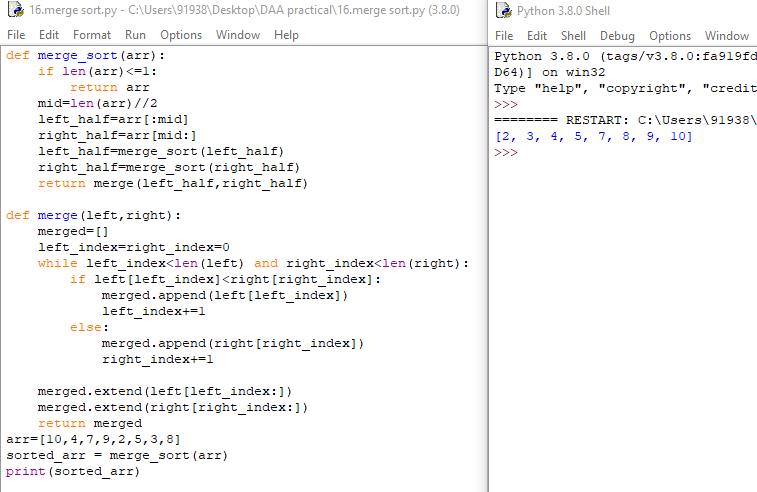 16.merge sort.py - C:\Users\91938\Desktop\DAA practical\16.merge sort.py (3.8.0)
File Edit Format Run Options Window Help
def merge_sort(arr):
    if len(arr)<=1:
        return arr
    mid=len(arr)//2
    left_half=arr[:mid]
    right_half=arr[mid:]
    left_half=merge_sort(left_half)
    right_half=merge_sort(right_half)
    return merge(left_half,right_half)

def merge(left,right):
    merged=[]
    left_index=right_index=0
    while left_index<len(left) and right_index<len(right):
        if left[left_index]<right[right_index]:
            merged.append(left[left_index])
            left_index+=1
        else:
            merged.append(right[right_index])
            right_index+=1

    merged.extend(left[left_index:])
    merged.extend(right[right_index:])
    return merged
arr=[10,4,7,9,2,5,3,8]
sorted_arr = merge_sort(arr)
print(sorted_arr)
Python 3.8.0 Shell
File Edit Shell Debug Options Window
Python 3.8.0 (tags/v3.8.0:fa919fd
D64)] on win32
Type "help", "copyright", "credit
>>>
======== RESTART: C:\Users\91938\
[2, 3, 4, 5, 7, 8, 9, 10]
>>>